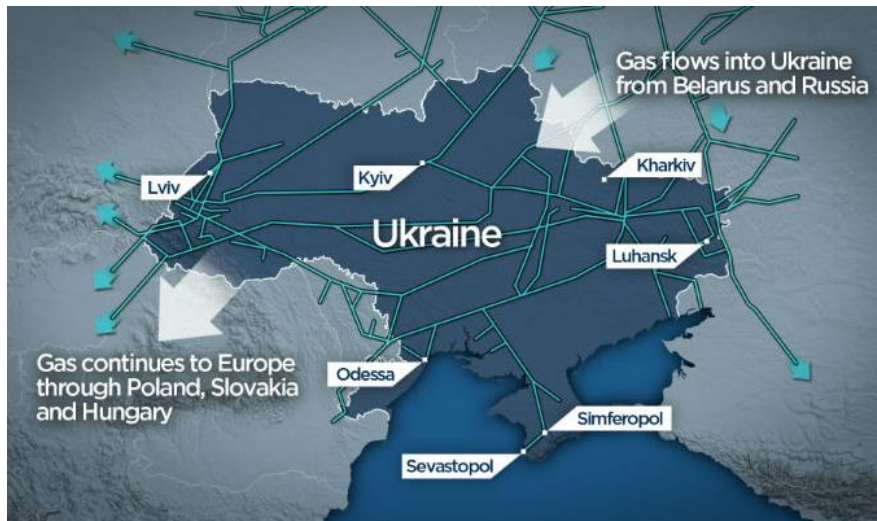 Gas flows into Ukraine
from Belarus and Russia
Kharkiv
Lviv
Kyiv
Ukraine
Luhansk
Gas continues to Europe
through Poland, Slovakia
and Hungary
Odessa
Simferopol
Sevastopol